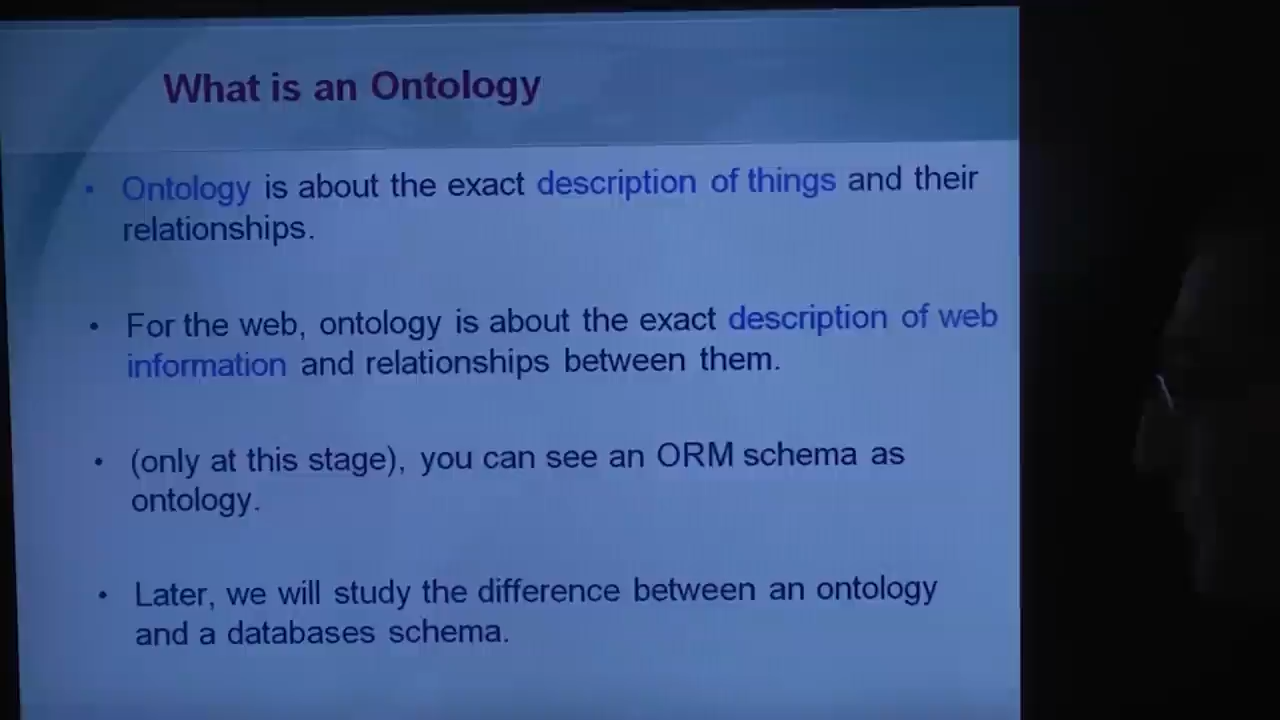 What is an Ontology
• Ontology is about the exact description of things and their
relationships.
• For the web, ontology is about the exact description of web
information and relationships between them.
• (only at this stage), you can see an ORM schema as
ontology.
• Later, we will study the difference between an ontology
and a databases schema.